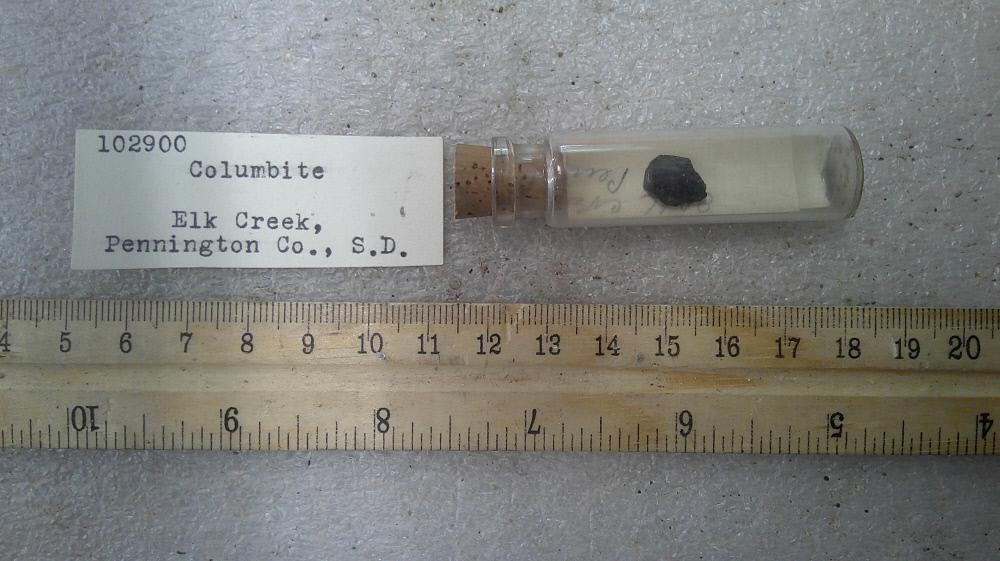 102900
Columbite
Elk Creek,
Pennington Co., S.D.
4 5 6 7 8 9 10 11 12 13 14 15 16 17 18 19 20
10 9 8 7 6 5 4